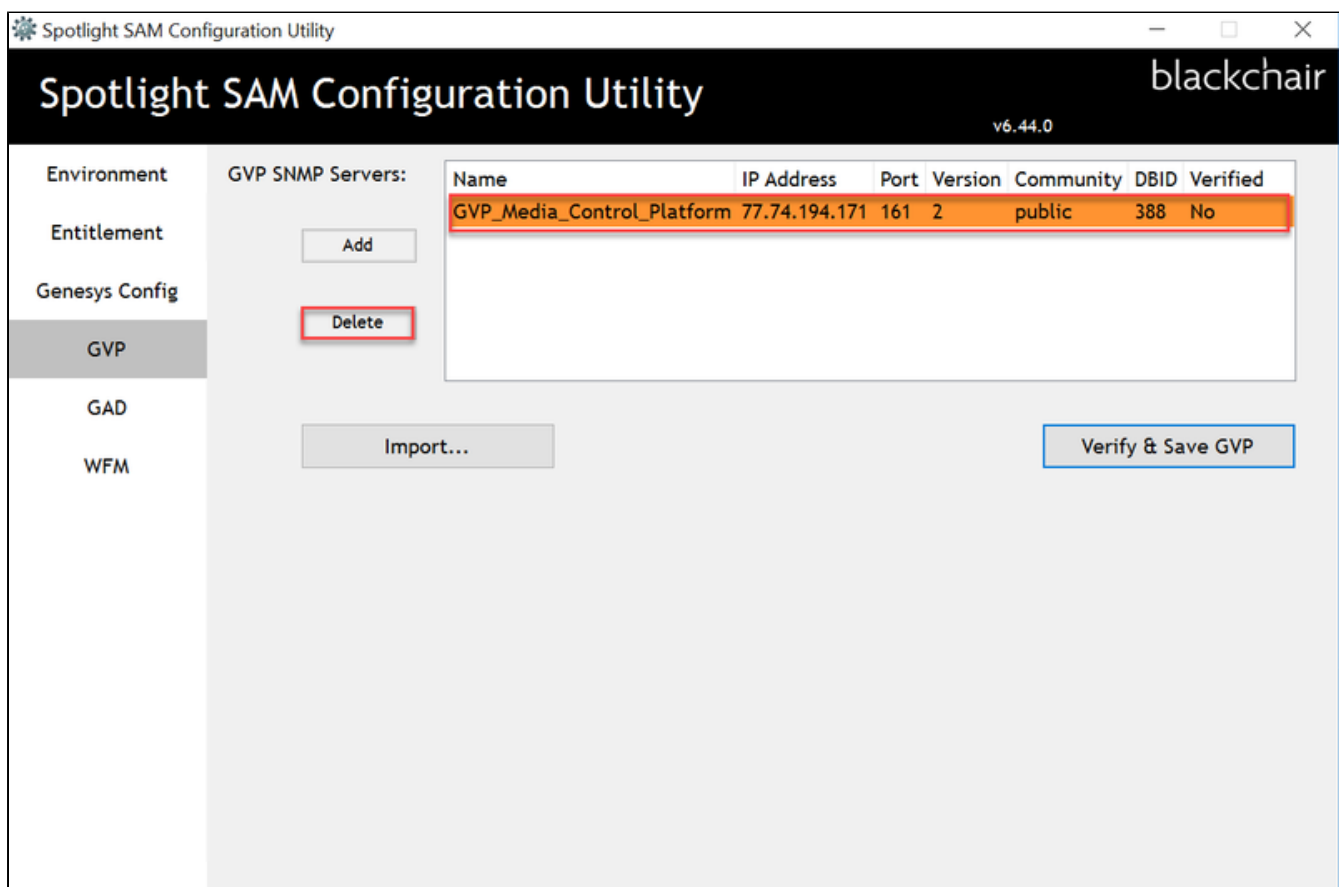 Spotlight SAM Configuration Utility
Spotlight SAM Configuration Utility
blackchair
v6.44.0
Environment
Entitlement
Genesys Config
GVP
GAD
WFM
GVP SNMP Servers:
Add
Delete
Name IP Address Port Version Community DBID Verified
GVP_Media_Control_Platform 77.74.194.171 161 2 public 388 No
Import...
Verify & Save GVP